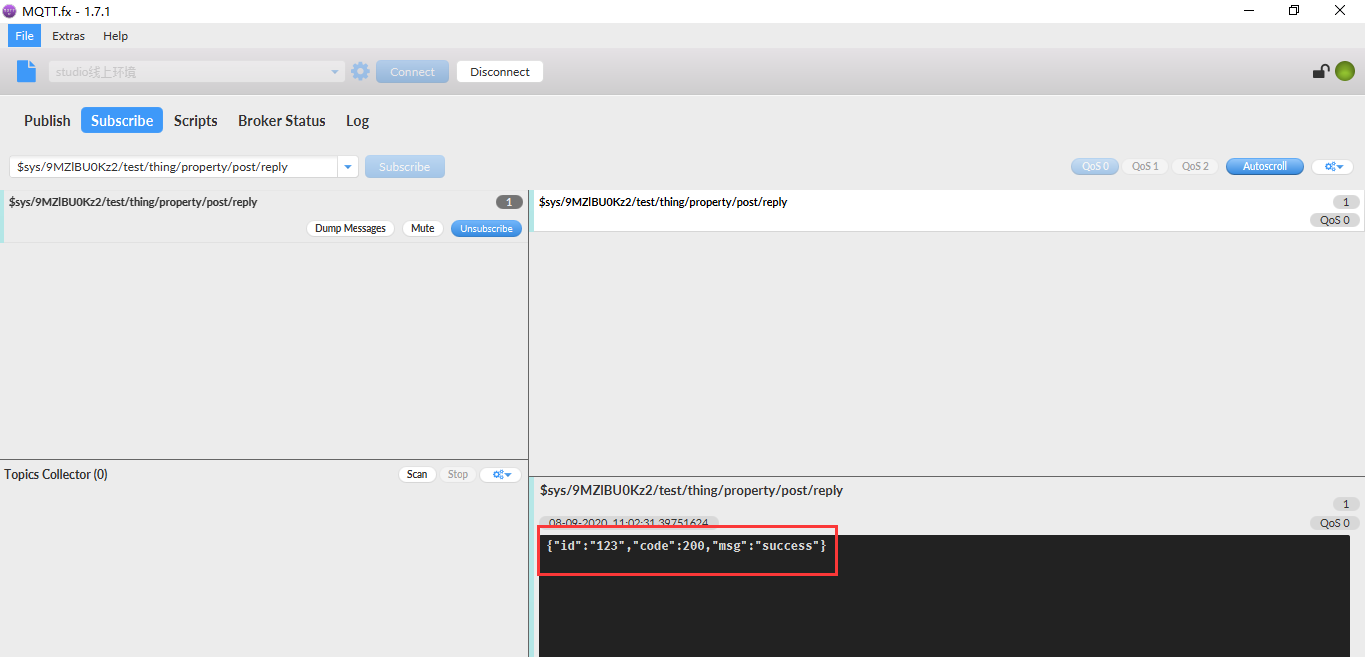 MQTT.fx - 1.7.1
File Extras Help
studio线上环境 Connect Disconnect
Publish Subscribe Scripts Broker Status Log
$sys/9MZlBU0Kz2/test/thing/property/post/reply Subscribe QoS 0 QoS 1 QoS 2 Autoscroll
$sys/9MZlBU0Kz2/test/thing/property/post/reply 1
Dump Messages Mute Unsubscribe
$sys/9MZlBU0Kz2/test/thing/property/post/reply 1
QoS 0
Topics Collector (0) Scan Stop
$sys/9MZlBU0Kz2/test/thing/property/post/reply
1
08-09-2020 11:02:31.39751624 QoS 0
{"id":"123","code":200,"msg":"success"}